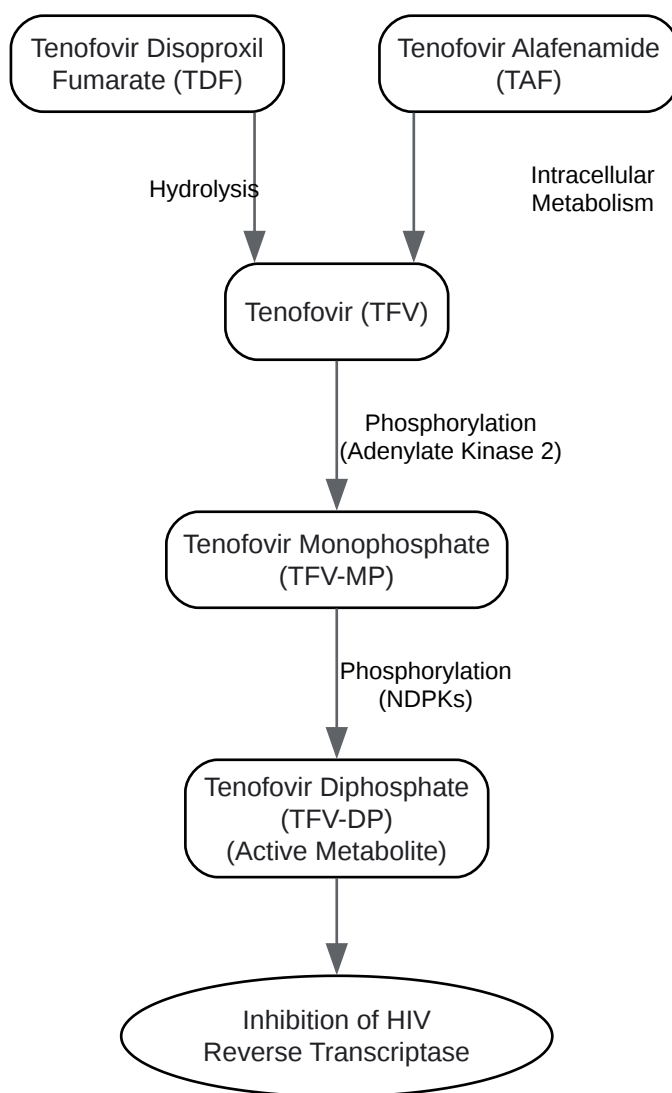 Tenofovir Disoproxil
Fumarate (TDF)
Tenofovir Alafenamide
(TAF)
Hydrolysis
Intracellular
Metabolism
Tenofovir (TFV)
Phosphorylation
(Adenylate Kinase 2)
Tenofovir Monophosphate
(TFV-MP)
Phosphorylation
(NDPKs)
Tenofovir Diphosphate
(TFV-DP)
(Active Metabolite)
Inhibition of HIV
Reverse Transcriptase